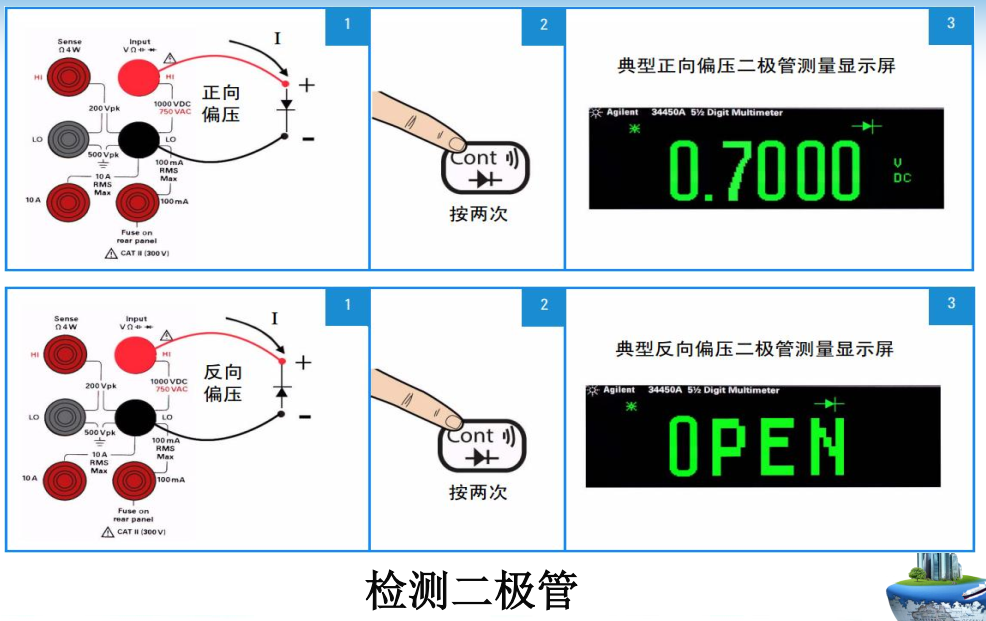 1
Sense
Ω4W
Input
V Ω
I
HI
HI
正向
偏压
+
200 Vpk
1000 VDC
750 VAC
LO
LO
−
500 Vpk
100 mA
RMS
Max
10 A
RMS
Max
10 A
100 mA
Fuse on
rear panel
CAT II (300 V)
2
Cont
按两次
3
典型正向偏压二极管测量显示屏
Agilent 34450A 5½ Digit Multimeter
0.7000
V
DC
1
Sense
Ω4W
Input
V Ω
I
HI
HI
反向
偏压
+
200 Vpk
1000 VDC
750 VAC
LO
LO
−
500 Vpk
100 mA
RMS
Max
10 A
RMS
Max
10 A
100 mA
Fuse on
rear panel
CAT II (300 V)
2
Cont
按两次
3
典型反向偏压二极管测量显示屏
Agilent 34450A 5½ Digit Multimeter
OPEN
检测二极管